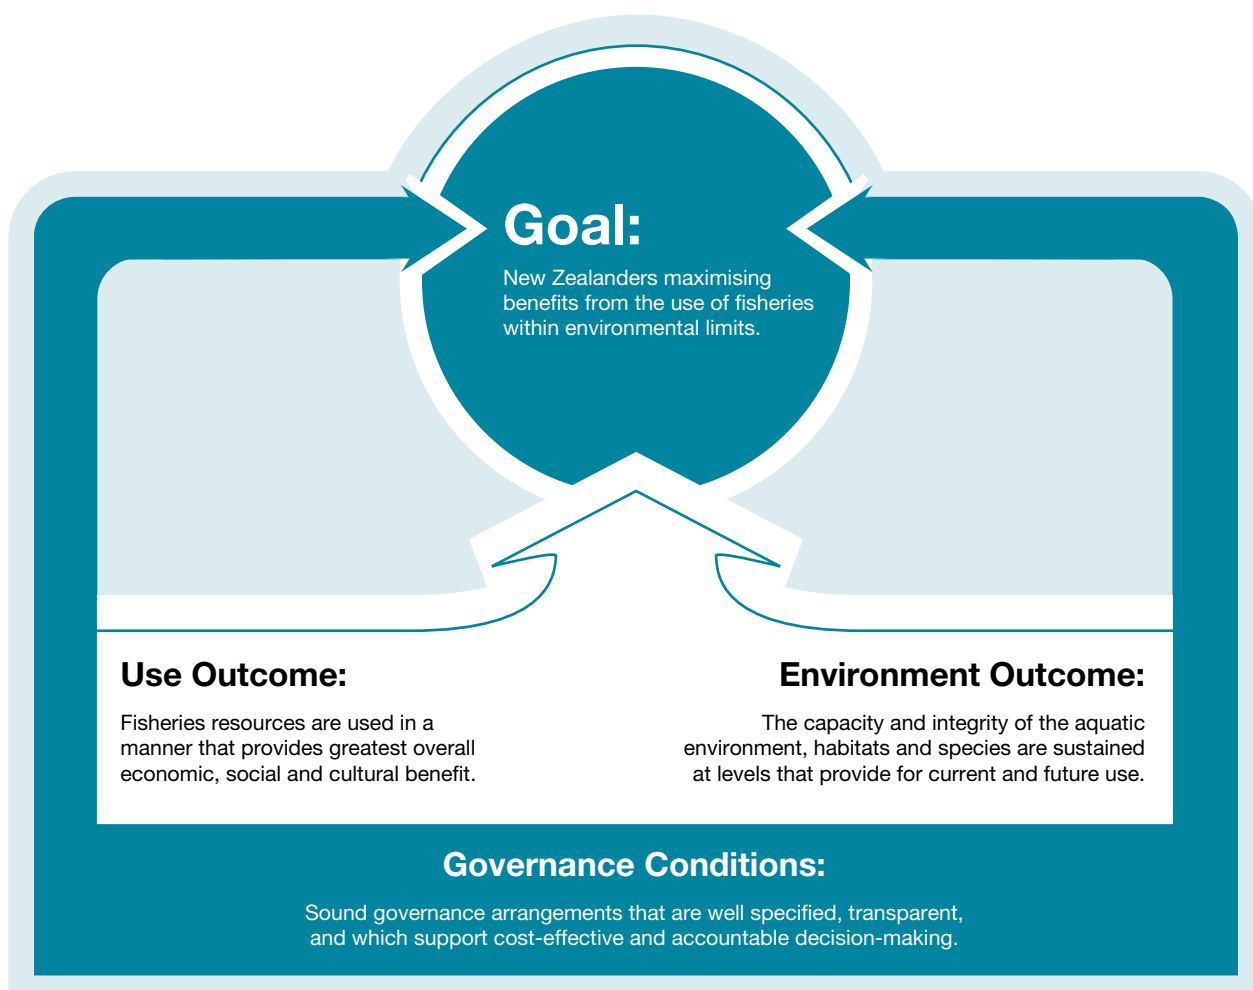 Goal:
New Zealanders maximising
benefits from the use of fisheries
within environmental limits.
Use Outcome:
Fisheries resources are used in a
manner that provides greatest overall
economic, social and cultural benefit.
Environment Outcome:
The capacity and integrity of the aquatic
environment, habitats and species are sustained
at levels that provide for current and future use.
Governance Conditions:
Sound governance arrangements that are well specified, transparent,
and which support cost-effective and accountable decision-making.